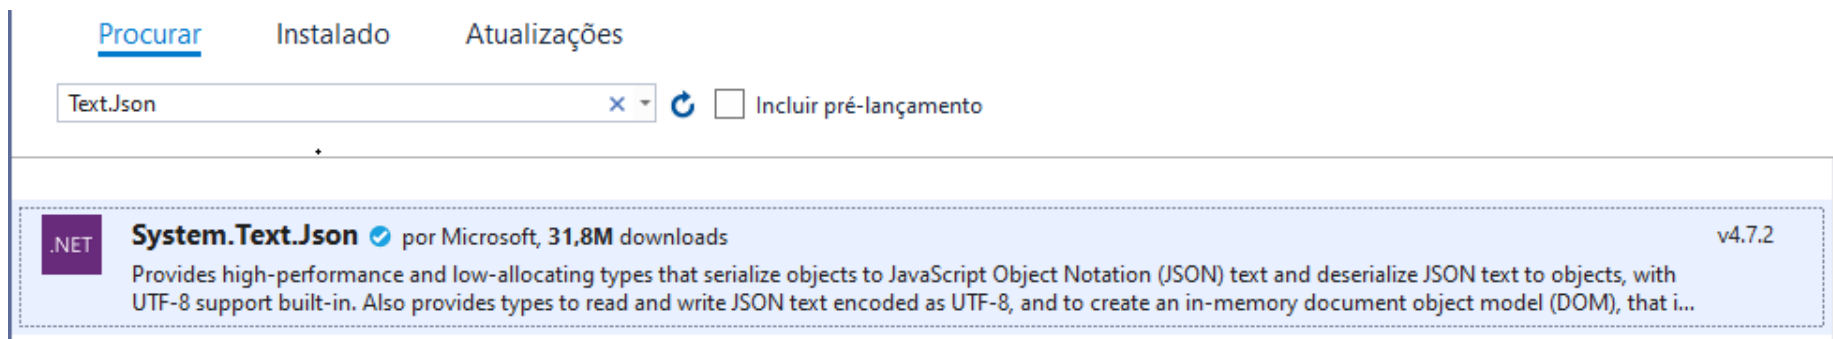 Procurar Instalado Atualizações
Text.Json Incluir pré-lançamento
.NET System.Text.Json por Microsoft, 31,8M downloads v4.7.2
Provides high-performance and low-allocating types that serialize objects to JavaScript Object Notation (JSON) text and deserialize JSON text to objects, with
UTF-8 support built-in. Also provides types to read and write JSON text encoded as UTF-8, and to create an in-memory document object model (DOM), that i...